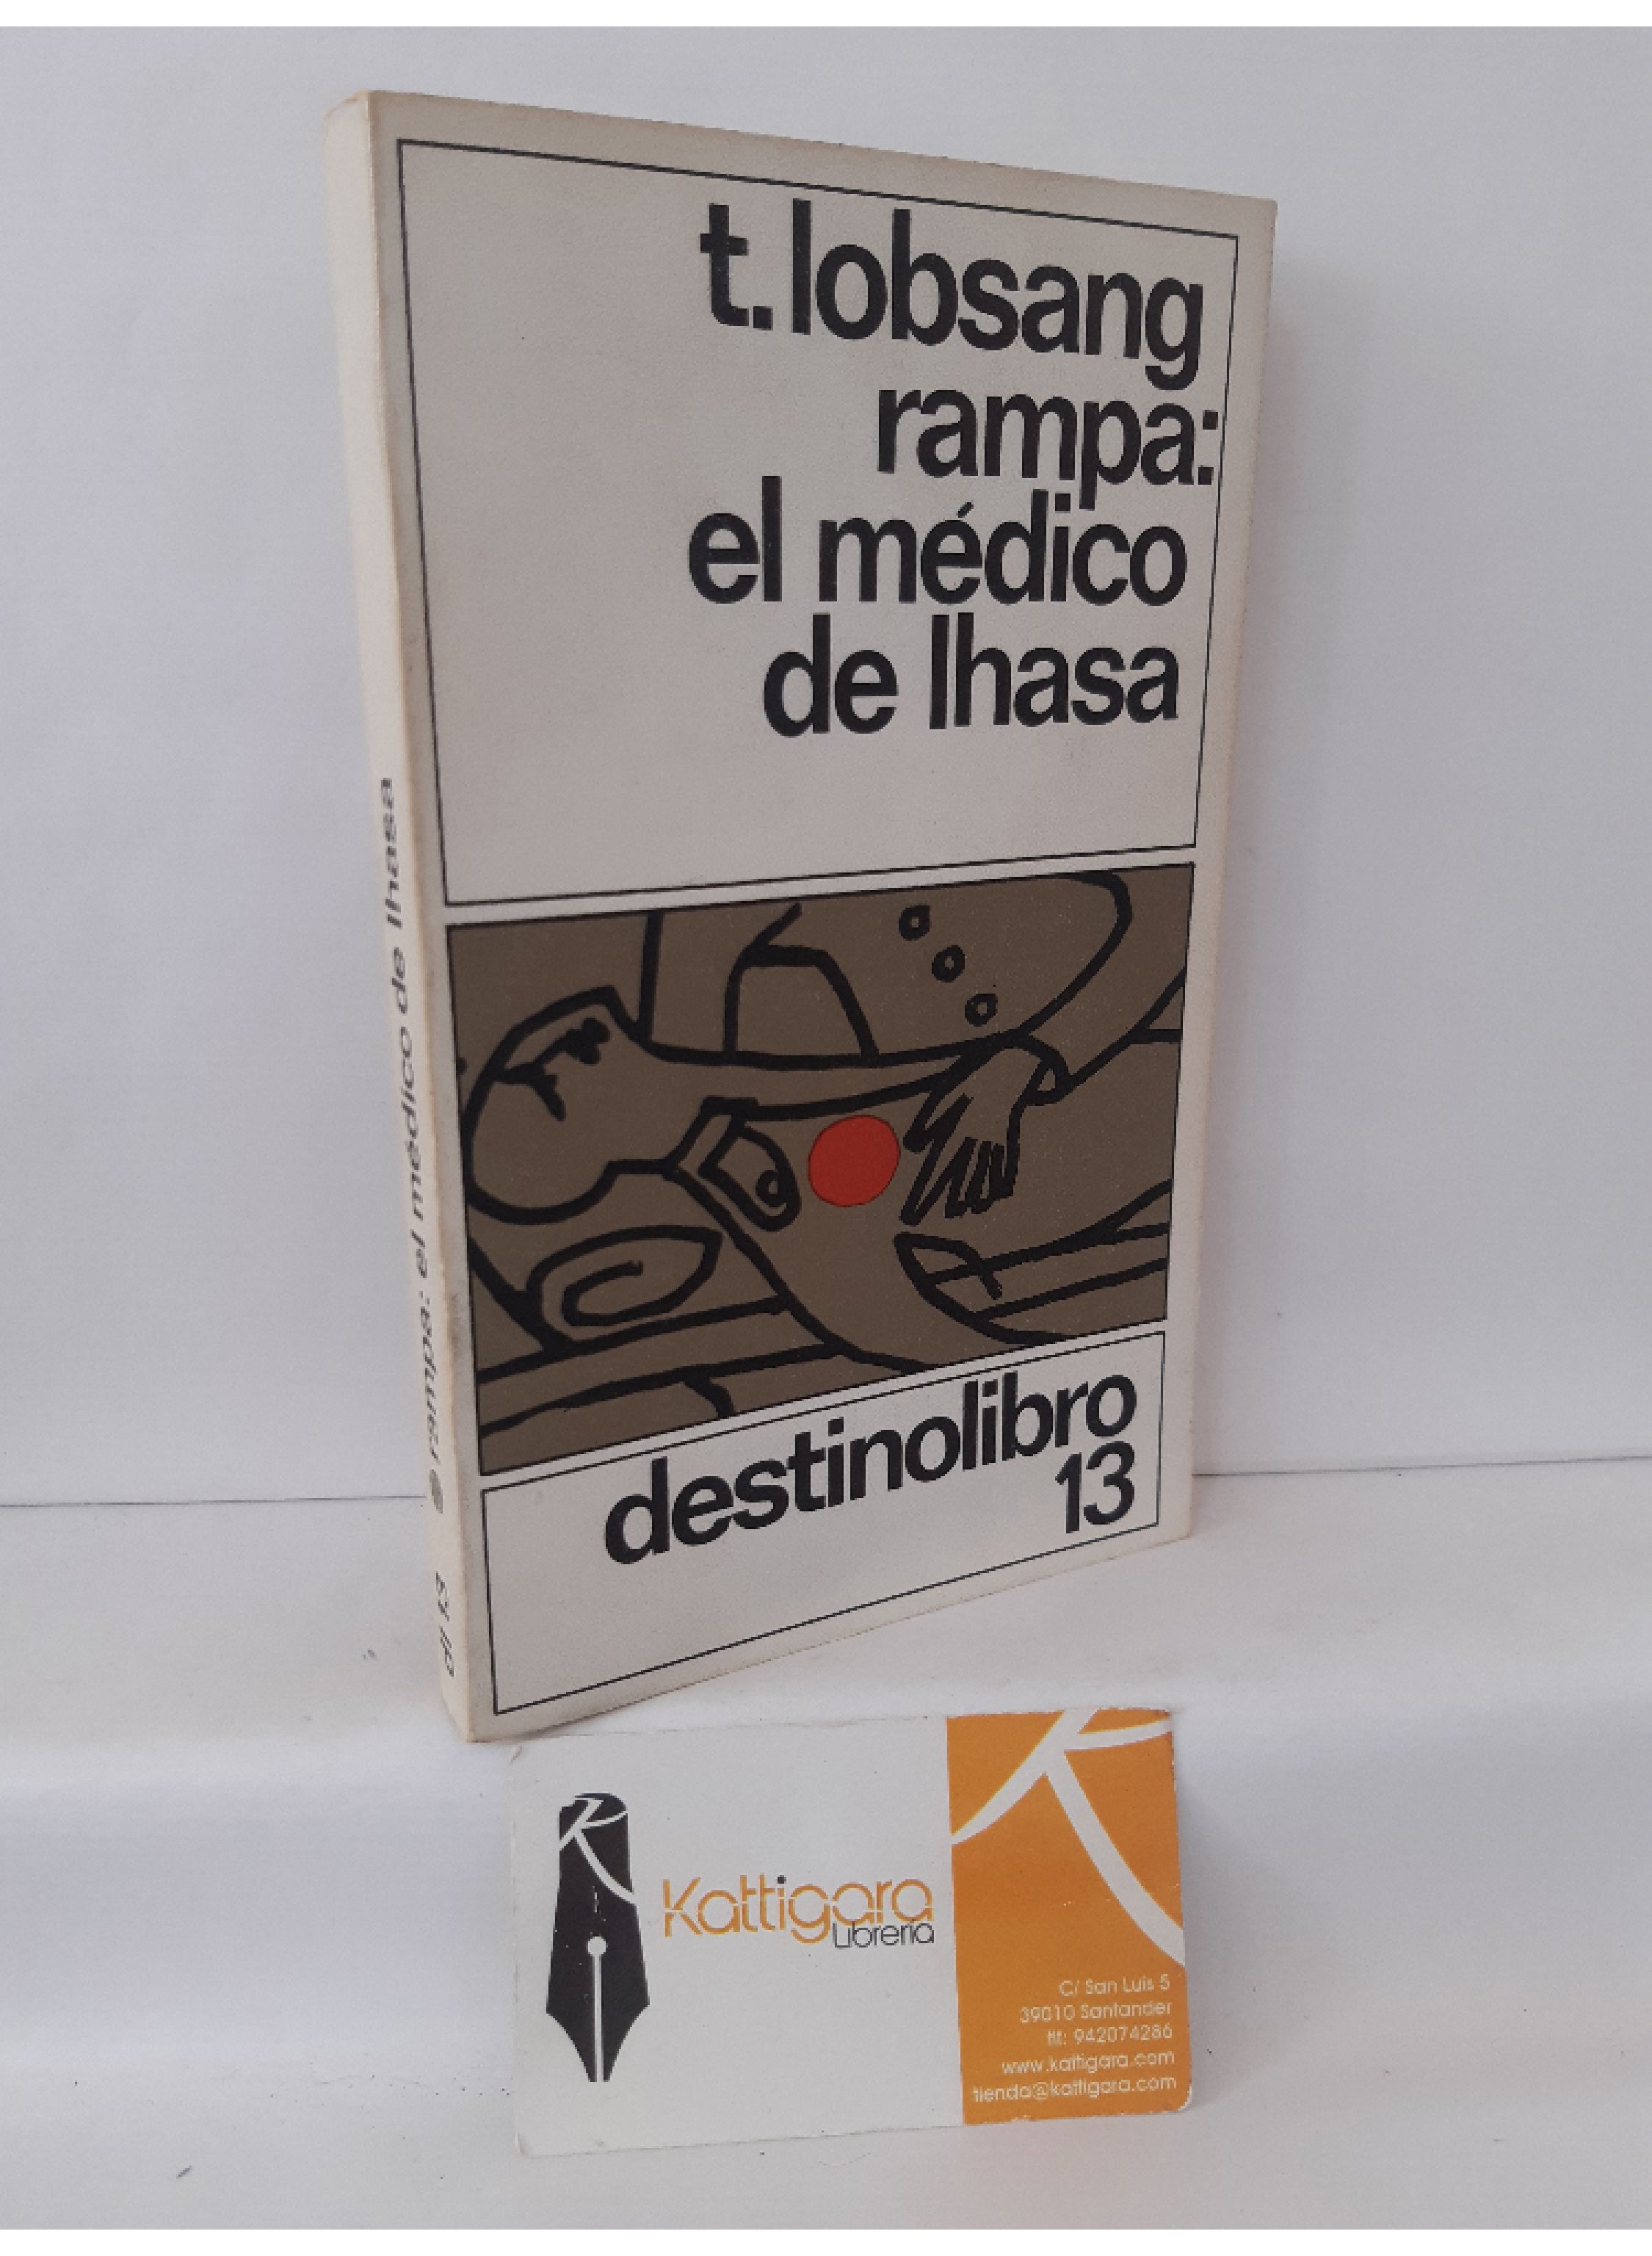 t. lobsang
rampa:
el médico
de lhasa
destinolibro
13
rampa: el médico de lhasa
13
Kattigara
Librería
C/ San Luis 5
39010 Santander
tlf: 942074286
www.kattigara.com
tienda@kattigara.com